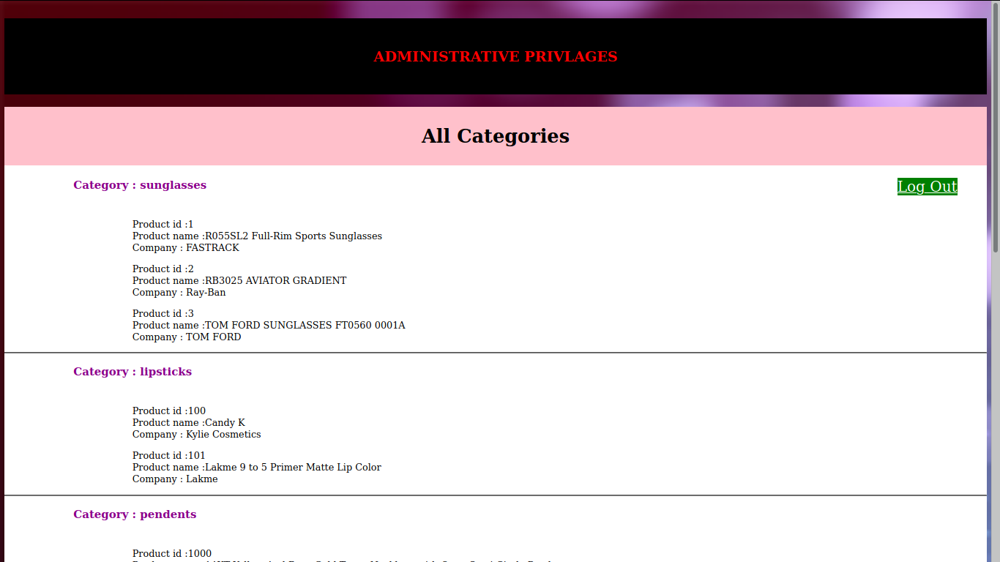 ADMINISTRATIVE PRIVLAGES
All Categories
Category : sunglasses
Log Out
Product id :1
Product name :R055SL2 Full-Rim Sports Sunglasses
Company : FASTRACK
Product id :2
Product name :RB3025 AVIATOR GRADIENT
Company : Ray-Ban
Product id :3
Product name :TOM FORD SUNGLASSES FT0560 0001A
Company : TOM FORD
Category : lipsticks
Product id :100
Product name :Candy K
Company : Kylie Cosmetics
Product id :101
Product name :Lakme 9 to 5 Primer Matte Lip Color
Company : Lakme
Category : pendents
Product id :1000